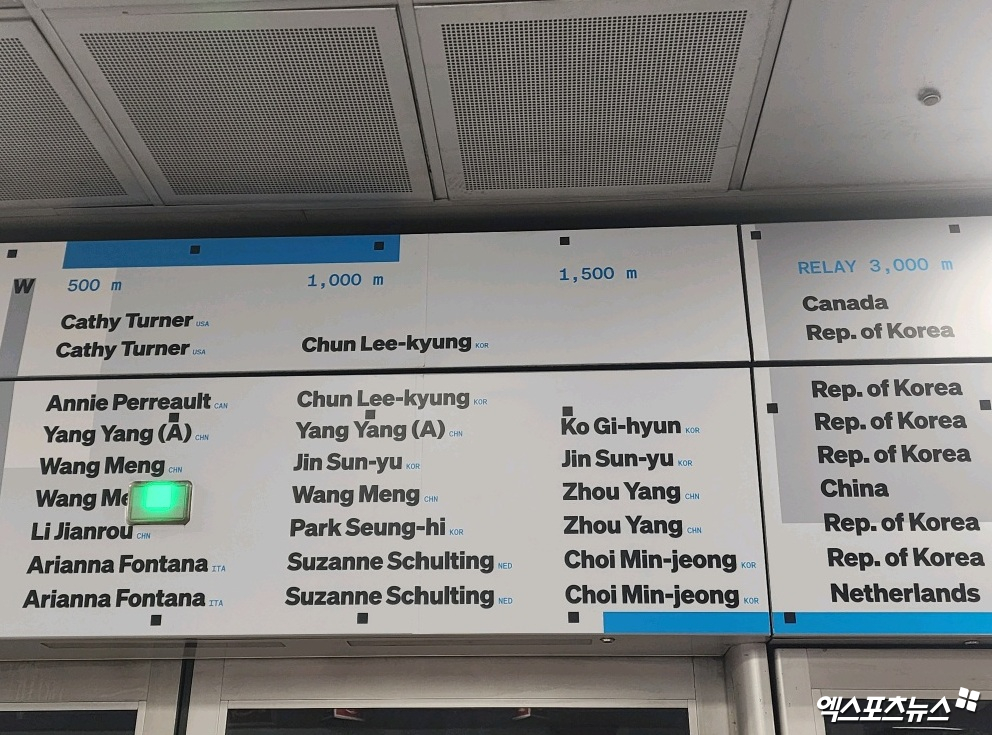 W 500 m 1,000 m 1,500 m RELAY 3,000 m
Cathy Turner USA Canada
Cathy Turner USA Chun Lee-kyung KOR Rep. of Korea
Annie Perreault CAN Chun Lee-kyung KOR Rep. of Korea
Yang Yang (A) CHN Yang Yang (A) CHN Ko Gi-hyun KOR Rep. of Korea
Wang Meng CHN Jin Sun-yu KOR Jin Sun-yu KOR Rep. of Korea
Wang Wang Meng CHN Zhou Yang CHN China
Li Jianrou CHN Park Seung-hi KOR Zhou Yang CHN Rep. of Korea
Arianna Fontana ITA Suzanne Schulting NED Choi Min-jeong KOR Rep. of Korea
Arianna Fontana ITA Suzanne Schulting NED Choi Min-jeong KOR Netherlands
엑스포츠뉴스